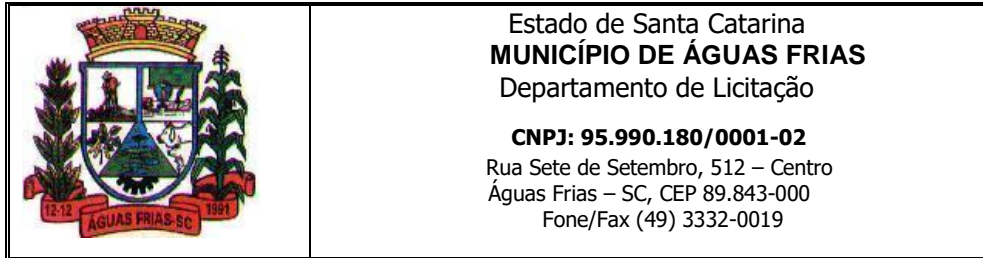 12-12
ÁGUAS FRIAS-SC
1991
Estado de Santa Catarina
MUNICÍPIO DE ÁGUAS FRIAS
Departamento de Licitação
CNPJ: 95.990.180/0001-02
Rua Sete de Setembro, 512 – Centro
Águas Frias – SC, CEP 89.843-000
Fone/Fax (49) 3332-0019